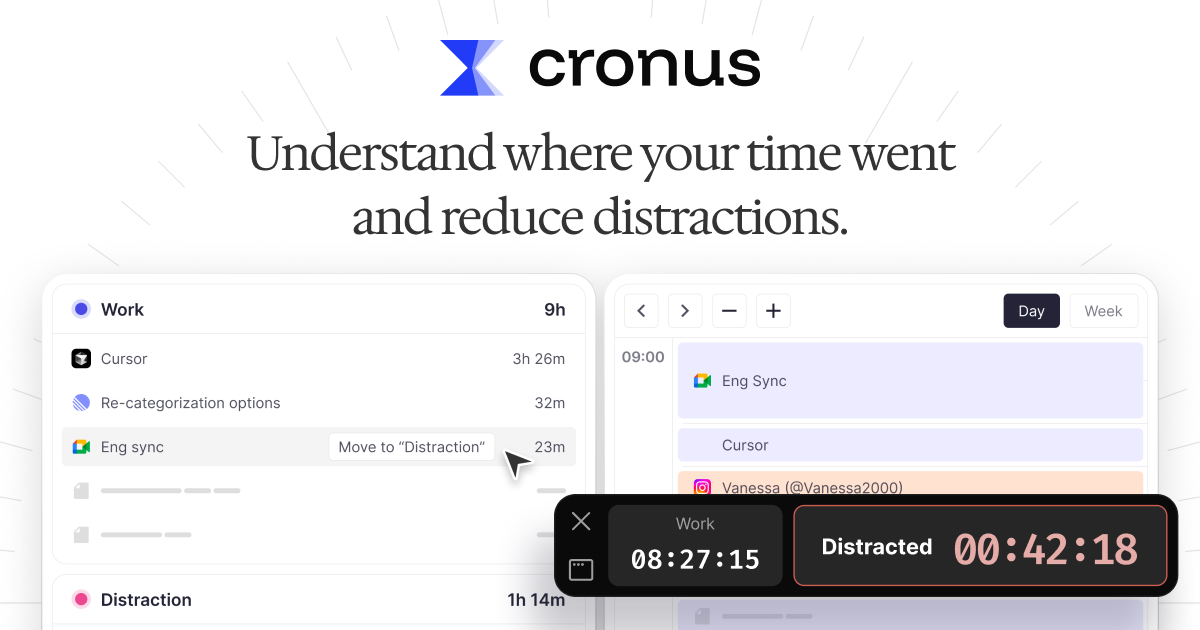 cronus
Understand where your time went
and reduce distractions.
Work 9h
Cursor 3h 26m
Re-categorization options 32m
Eng sync Move to “Distraction” 23m
Distraction 1h 14m
Day Week
09:00
Eng Sync
Cursor
Vanessa (@Vanessa2000)
Work
08:27:15
Distracted 00:42:18